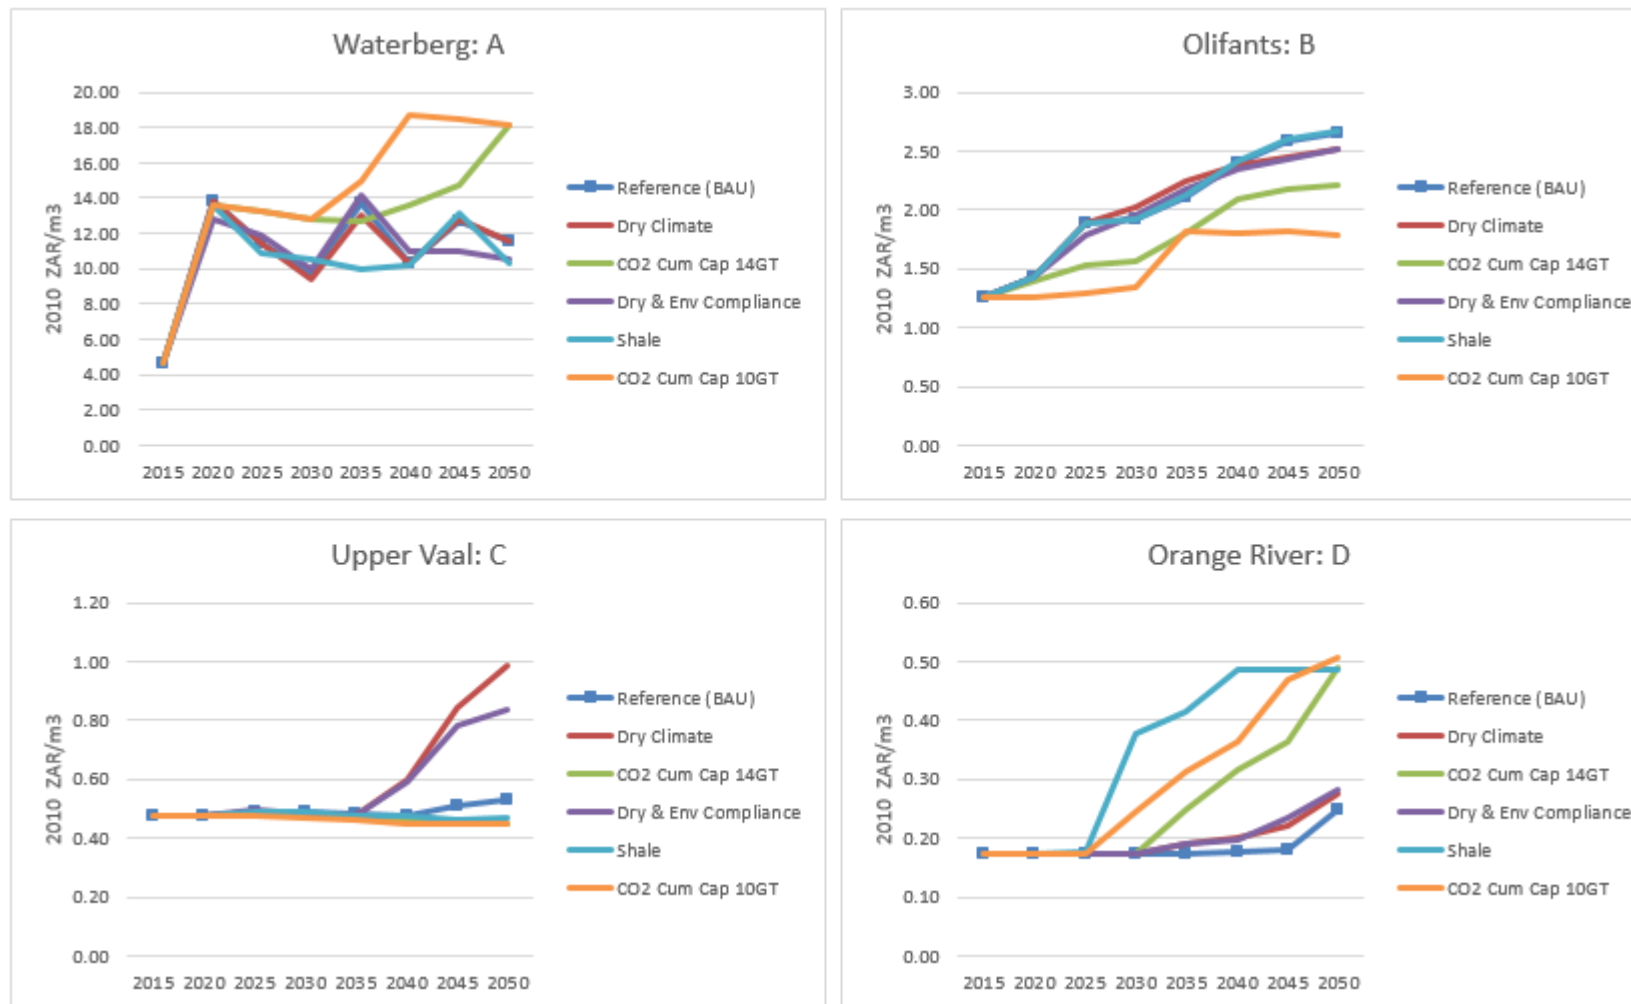 Waterberg: A
20.00
18.00
16.00
14.00
12.00
10.00
8.00
6.00
4.00
2.00
0.00
2010 ZAR/m3
2015 2020 2025 2030 2035 2040 2045 2050
Reference (BAU)
Dry Climate
CO2 Cum Cap 14GT
Dry & Env Compliance
Shale
CO2 Cum Cap 10GT
Olifants: B
3.00
2.50
2.00
1.50
1.00
0.50
0.00
2010 ZAR/m3
2015 2020 2025 2030 2035 2040 2045 2050
Reference (BAU)
Dry Climate
CO2 Cum Cap 14GT
Dry & Env Compliance
Shale
CO2 Cum Cap 10GT
Upper Vaal: C
1.20
1.00
0.80
0.60
0.40
0.20
0.00
2010 ZAR/m3
2015 2020 2025 2030 2035 2040 2045 2050
Reference (BAU)
Dry Climate
CO2 Cum Cap 14GT
Dry & Env Compliance
Shale
CO2 Cum Cap 10GT
Orange River: D
0.60
0.50
0.40
0.30
0.20
0.10
0.00
2010 ZAR/m3
2015 2020 2025 2030 2035 2040 2045 2050
Reference (BAU)
Dry Climate
CO2 Cum Cap 14GT
Dry & Env Compliance
Shale
CO2 Cum Cap 10GT